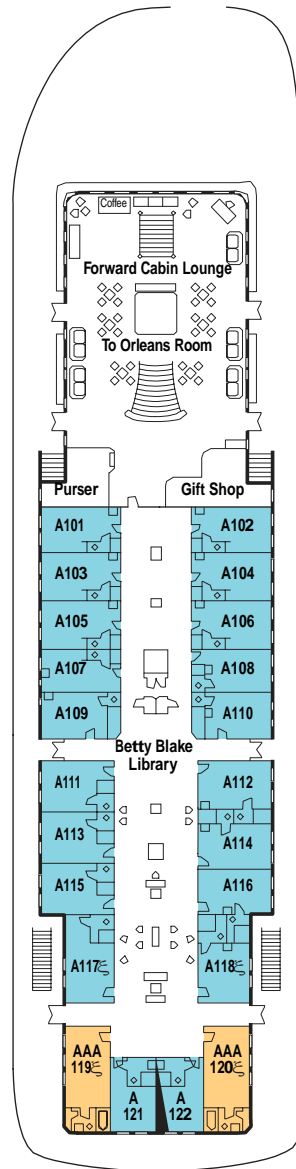 Coffee
Forward Cabin Lounge
To Orleans Room
Purser
Gift Shop
A101
A102
A103
A104
A105
A106
A107
A108
A109
A110
Betty Blake
Library
A111
A112
A113
A114
A115
A116
A117
A118
AAA
119
AAA
120
A
121
A
122